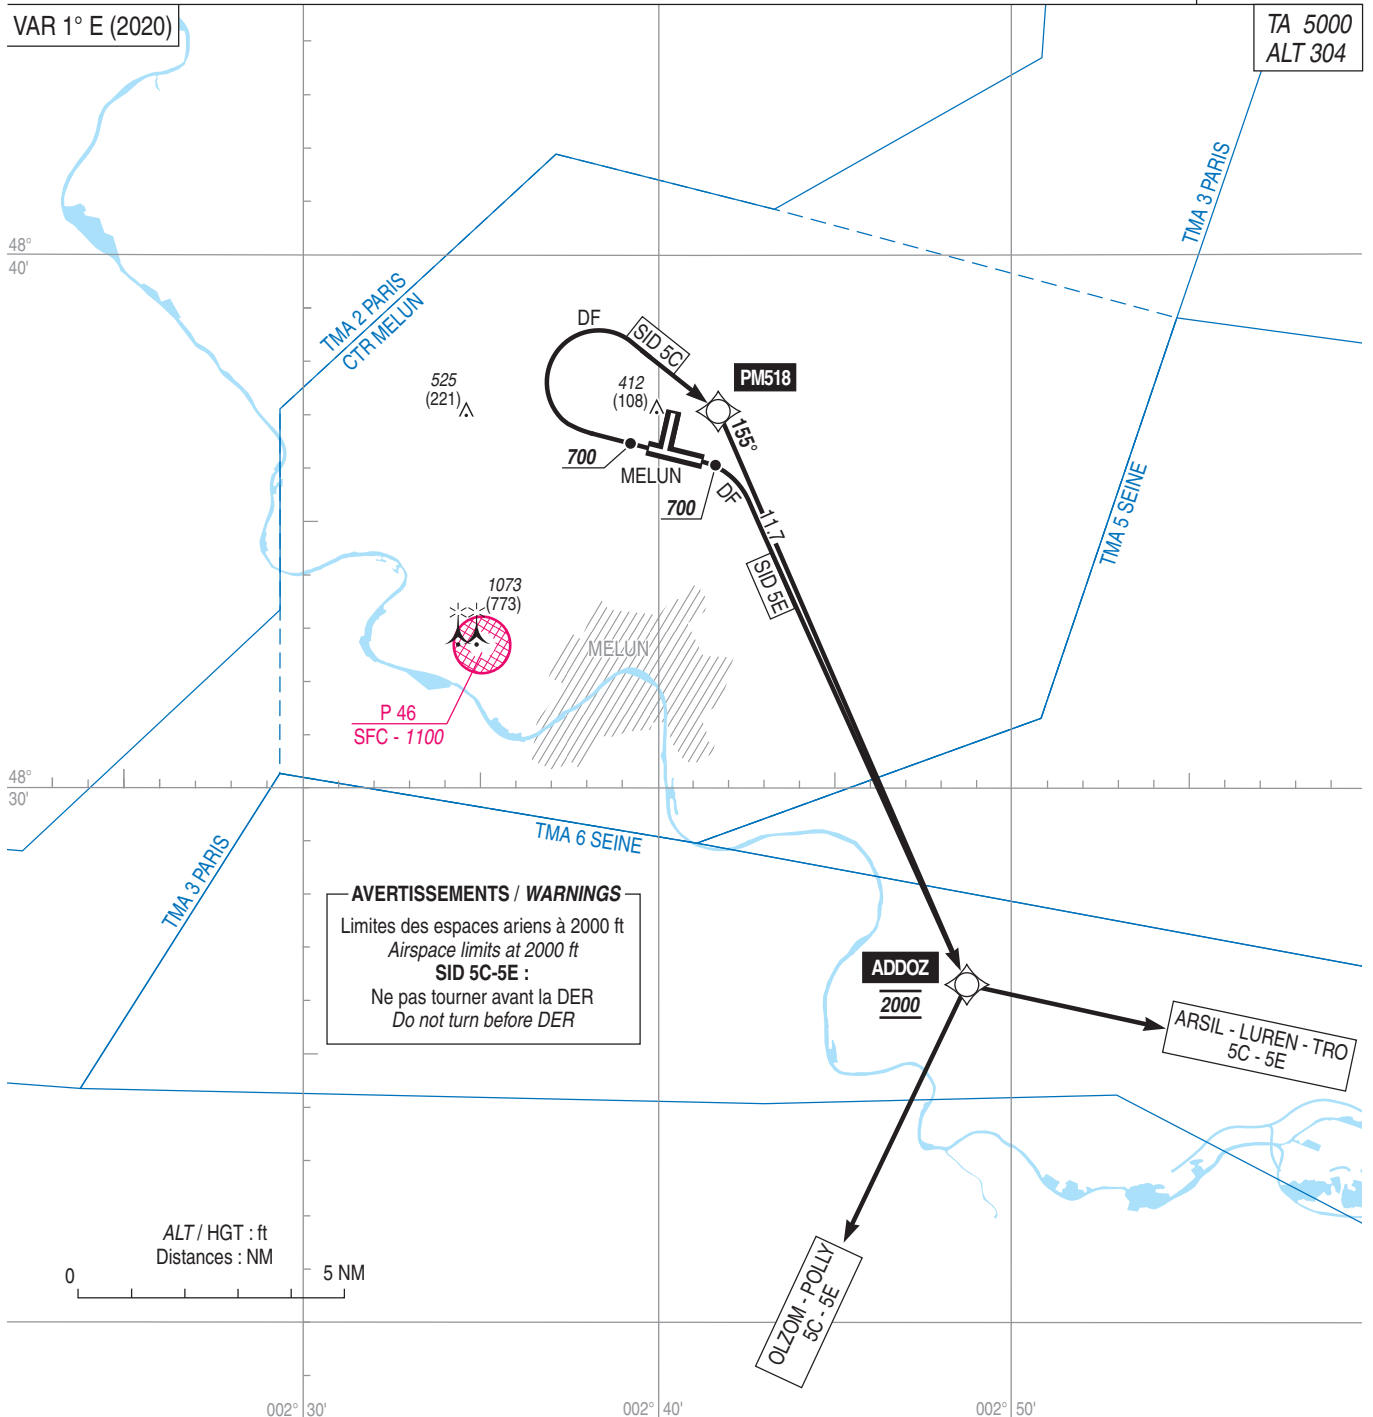 VAR 1° E (2020)
TA 5000
ALT 304
TMA 3 PARIS
48°
40'
TMA 2 PARIS
CTR MELUN
DF
SID 5C
PM518
525
(221)
412
(108)
155°
700
MELUN
700
DF
11.7
TMA 5 SEINE
SID 5E
1073
(773)
MELUN
P 46
SFC - 1100
48°
30'
TMA 6 SEINE
TMA 3 PARIS
AVERTISSEMENTS / WARNINGS
Limites des espaces ariens à 2000 ft
Airspace limits at 2000 ft
SID 5C-5E :
Ne pas tourner avant la DER
Do not turn before DER
ADDOZ
2000
ARSIL - LUREN - TRO
5C - 5E
ALT / HGT : ft
Distances : NM
0
5 NM
OLZOM - POLLY
5C - 5E
002° 30'
002° 40'
002° 50'